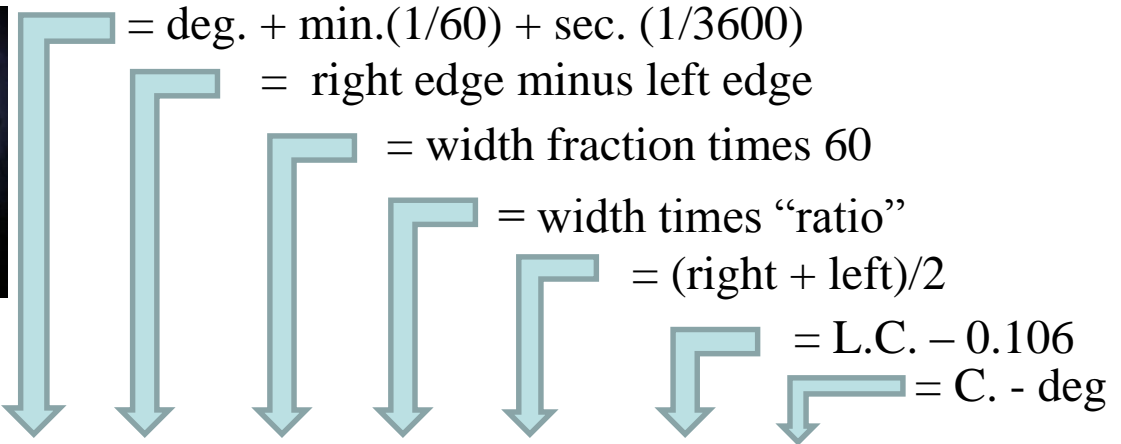 = deg. + min.(1/60) + sec. (1/3600)
= right edge minus left edge
= width fraction times 60
= width times “ratio”
= (right + left)/2
= L.C. – 0.106
= C. - deg